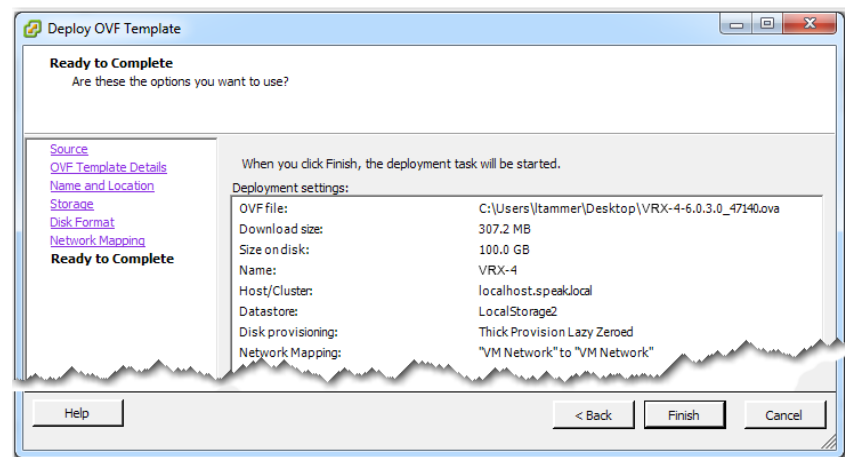 Deploy OVF Template
Ready to Complete
Are these the options you want to use?
Source
OVF Template Details
Name and Location
Storage
Disk Format
Network Mapping
Ready to Complete
When you click Finish, the deployment task will be started.
Deployment settings:
OVF file: C:\Users\ltammer\Desktop\VRX-4-6.0.3.0_47140.ova
Download size: 307.2 MB
Size on disk: 100.0 GB
Name: VRX-4
Host/Cluster: localhost.speak.local
Datastore: LocalStorage2
Disk provisioning: Thick Provision Lazy Zeroed
Network Mapping: "VM Network" to "VM Network"
Help < Back Finish Cancel